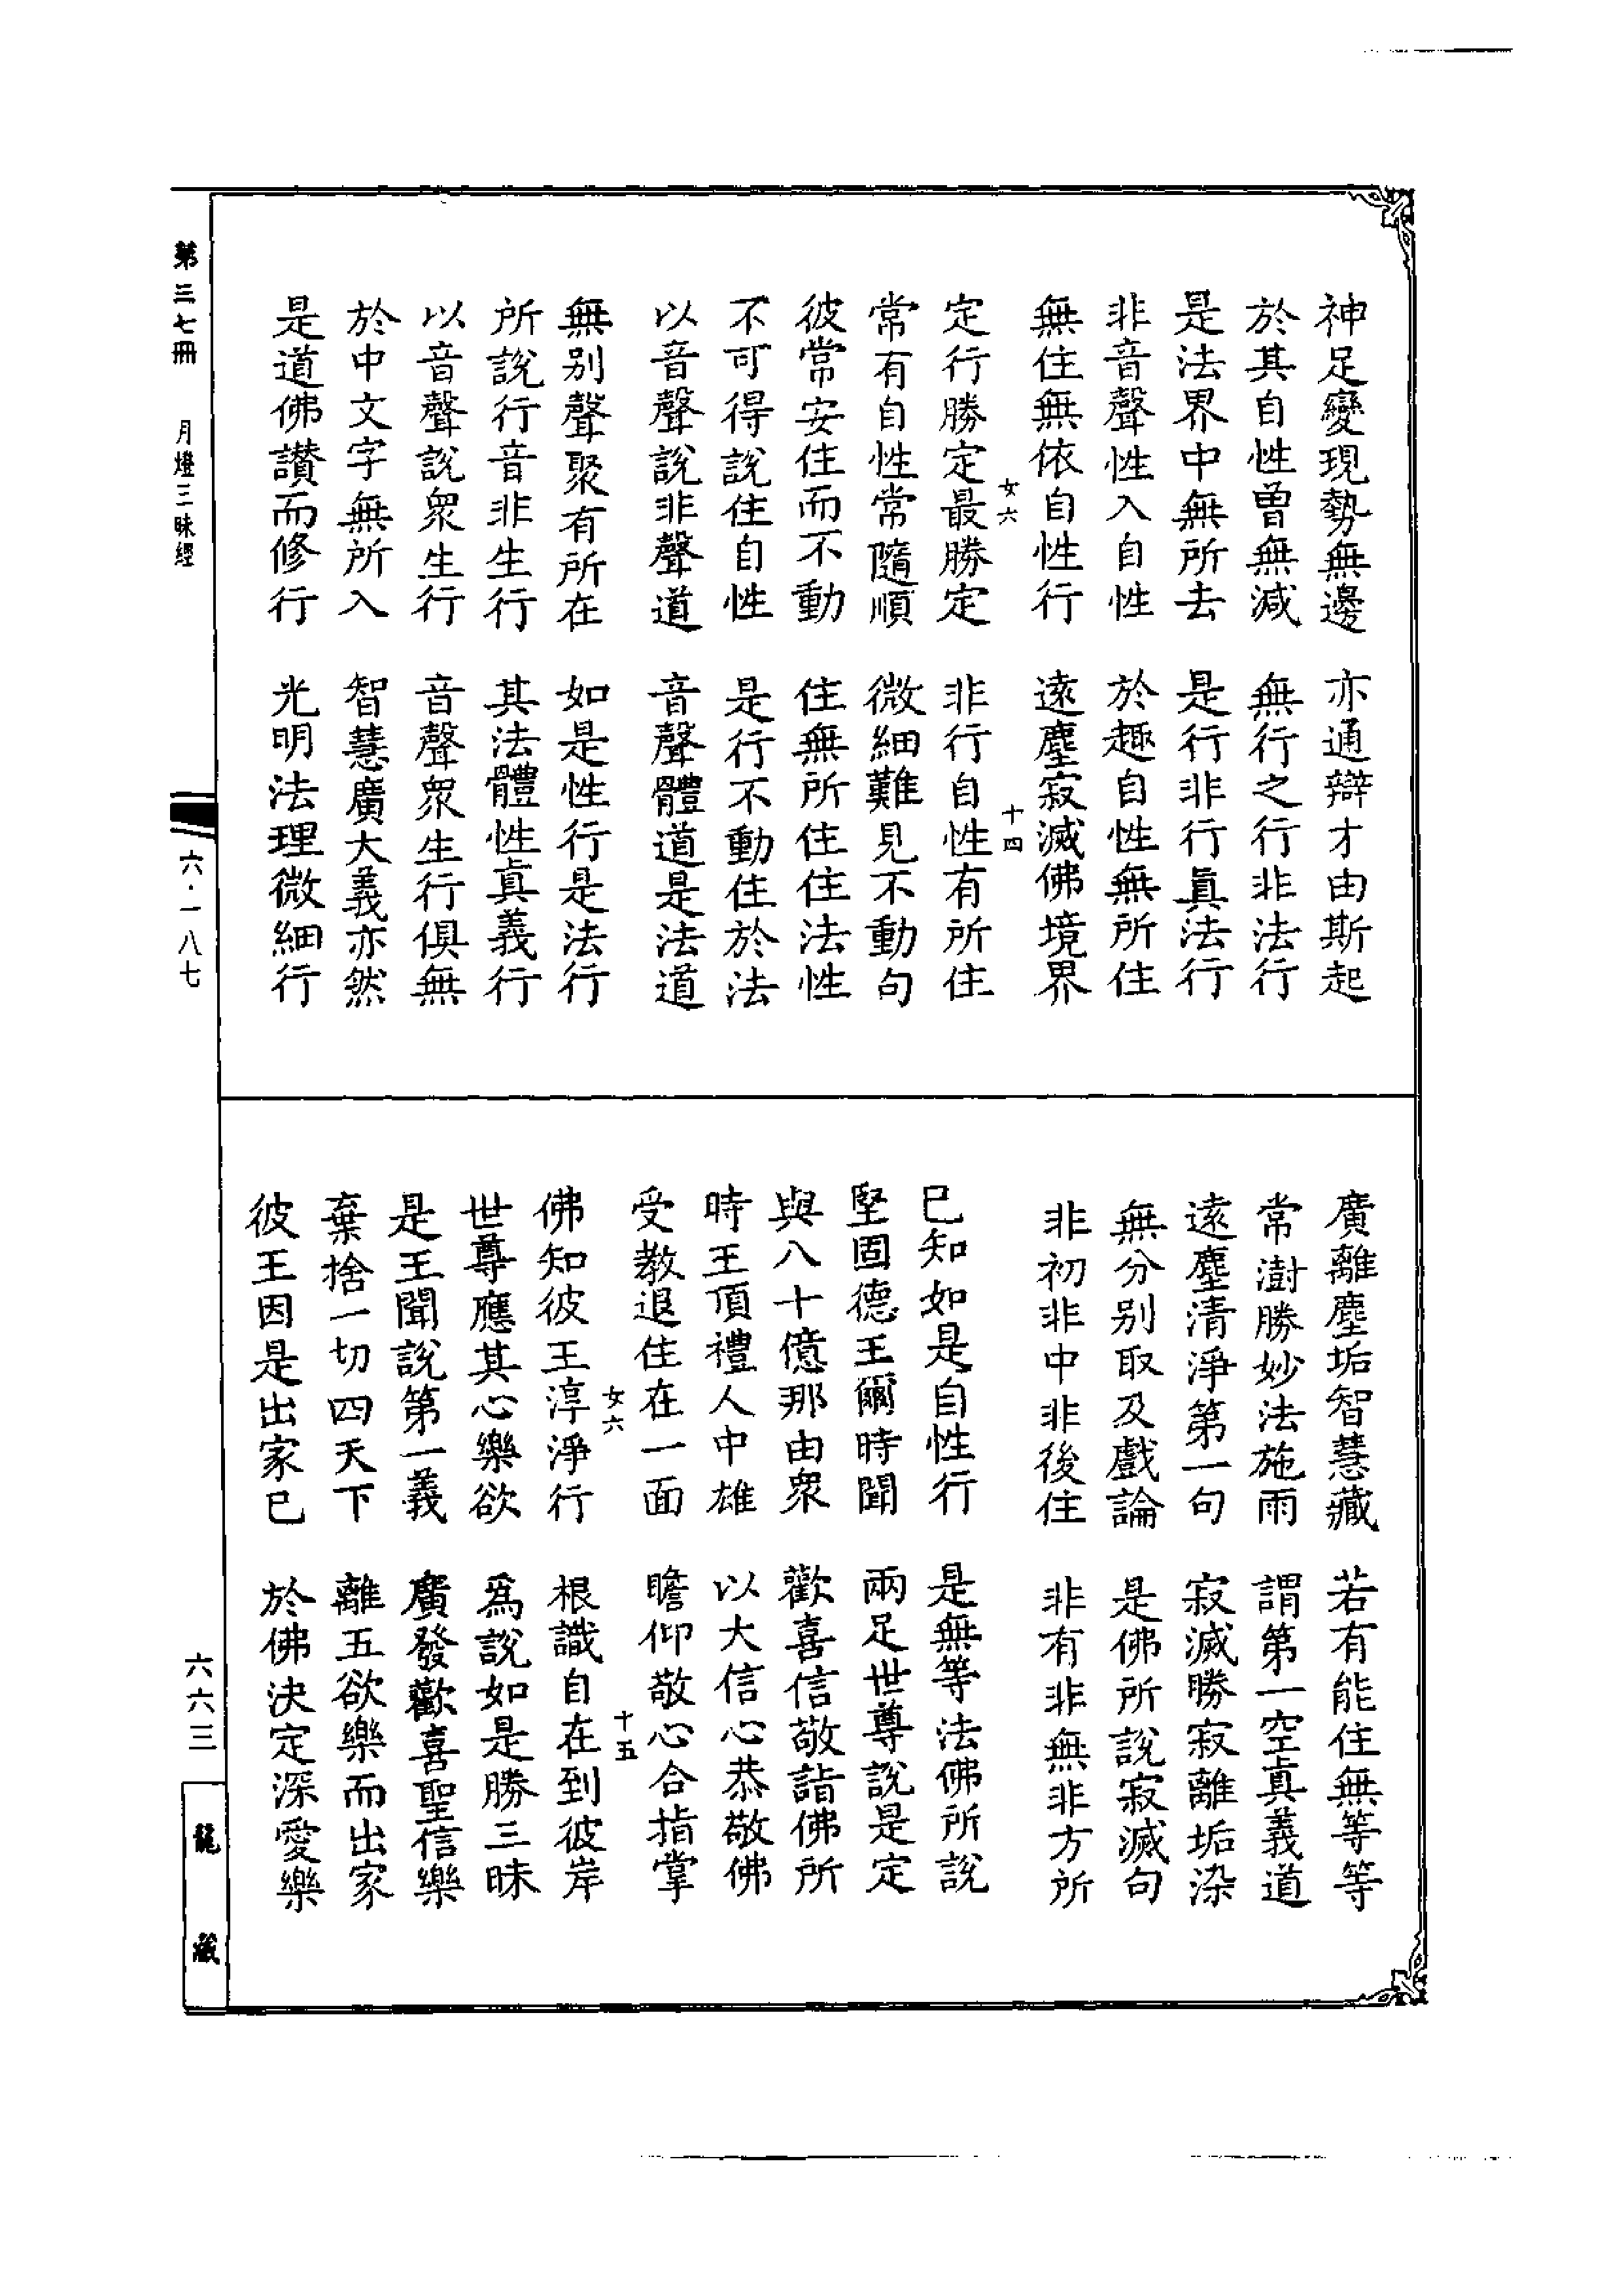 神足變現勢無邊　亦通辯才由斯起
於其自性曾無減　無行之行非法行
是法界中無所去　是行非行真法行
非音聲性入自性　於趣自性無所住
無住無依自性行　遠塵寂滅佛境界
女六　十四
定行勝定最勝定　非行自性有所住
常有自性常隨順　微細難見不動句
彼常安住而不動　住無所住住法性
不可得說住自性　是行不動住於法
以音聲說非聲道　音聲體道是法道
無別聲聚有所在　如是性行是法行
所說行音非生行　其法體性真義行
以音聲說眾生行　音聲眾生行俱無
於中文字無所入　智慧廣大義亦然
是道佛讚而修行　光明法理微細行
廣離塵垢智慧藏　若有能住無等等
常澍勝妙法施雨　謂第一空真義道
遠塵清淨第一句　寂滅勝寂離垢染
無分別取及戲論　是佛所說寂滅句
非初非中非後住　非有非無非方所
已知如是自性行　是無等法佛所說
堅固德王爾時聞　兩足世尊說是定
與八十億那由眾　歡喜信敬詣佛所
時王頂禮人中雄　以大信心恭敬佛
受教退住在一面　瞻仰敬心合指掌
女六　十五
佛知彼王淳淨行　根識自在到彼岸
世尊應其心樂欲　為說如是勝三昧
是王聞說第一義　廣發歡喜聖信樂
棄捨一切四天下　離五欲樂而出家
彼王因是出家已　於佛決定深愛樂
第三七冊　月燈三昧經　六·一八七　六六三　龍藏